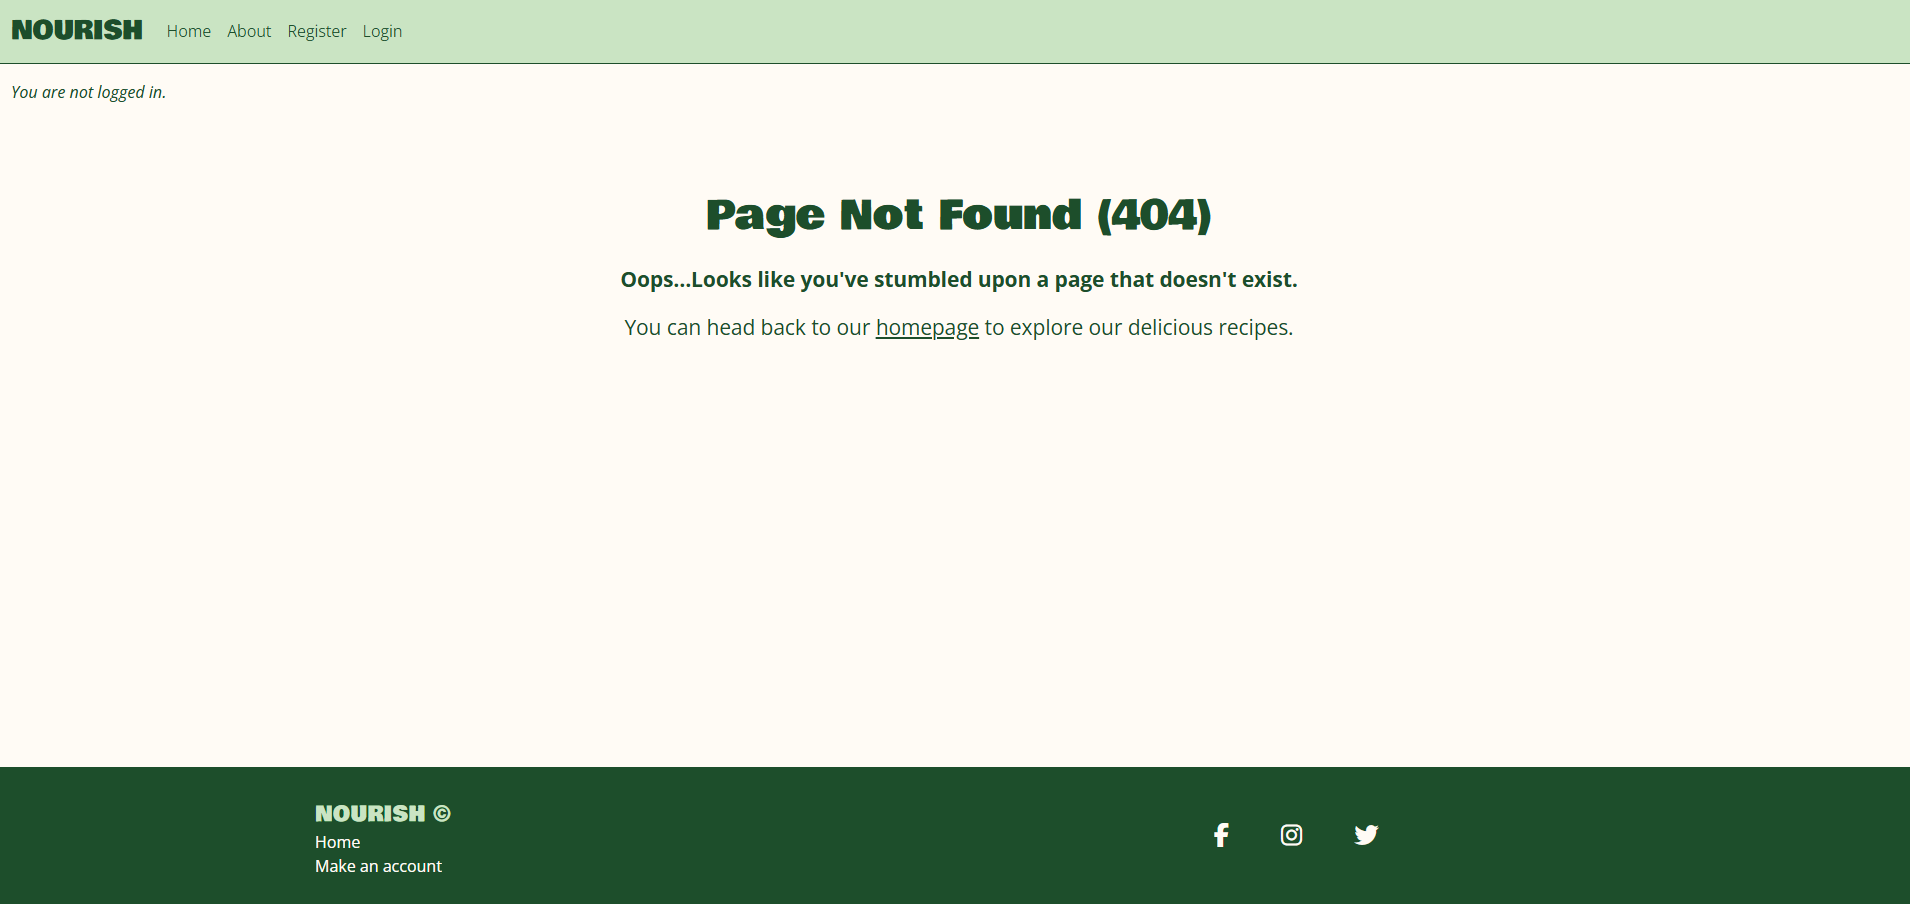 NOURISH Home About Register Login
You are not logged in.
Page Not Found (404)
Oops...Looks like you've stumbled upon a page that doesn't exist.
You can head back to our homepage to explore our delicious recipes.
NOURISH ©
Home
Make an account